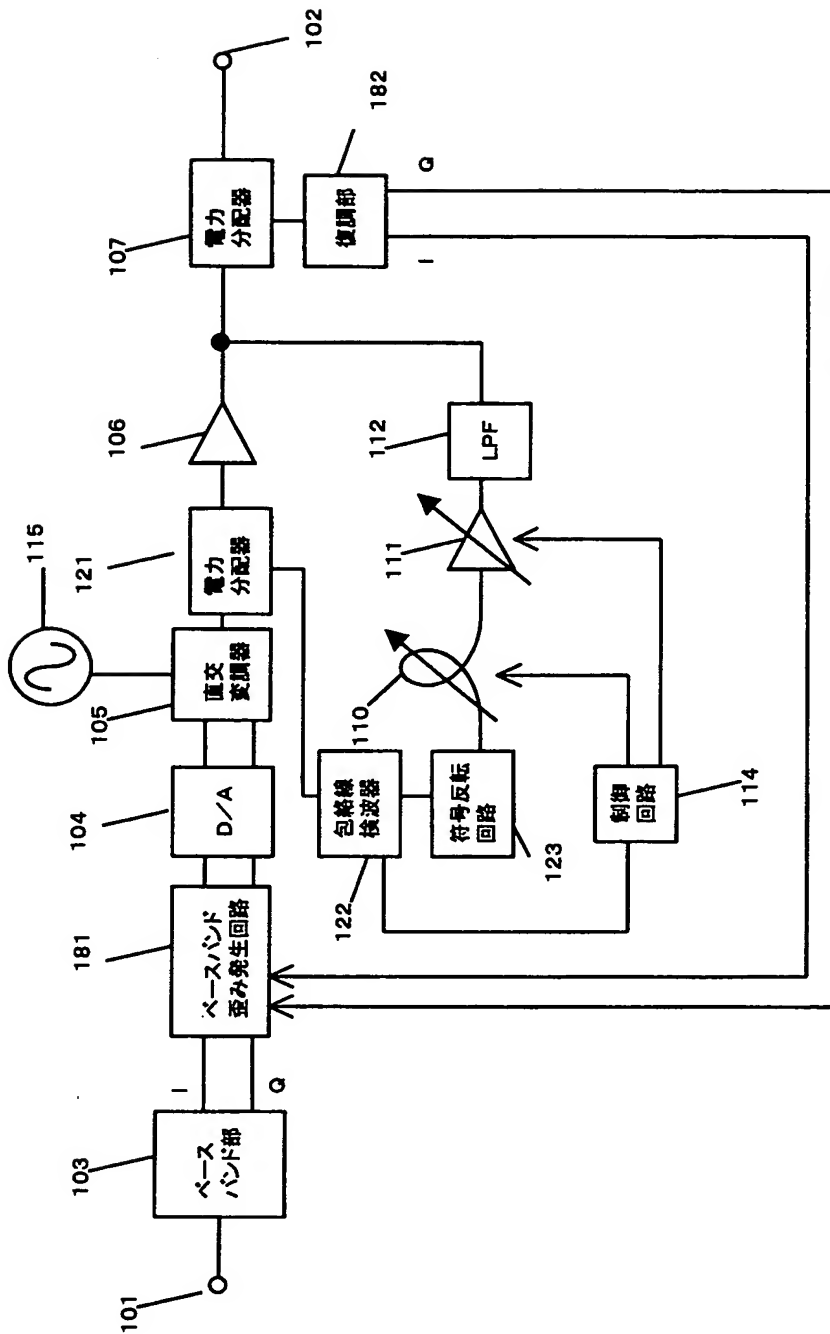 101
103
ベース
バンド部
I
Q
181
ベースバンド
歪み発生回路
104
D/A
105
直交
変調器
115
121
電力
分配器
106
107
電力
分配器
102
182
復調部
I
Q
122
包絡線
検波器
123
符号反転
回路
110
111
112
LPF
114
制御
回路